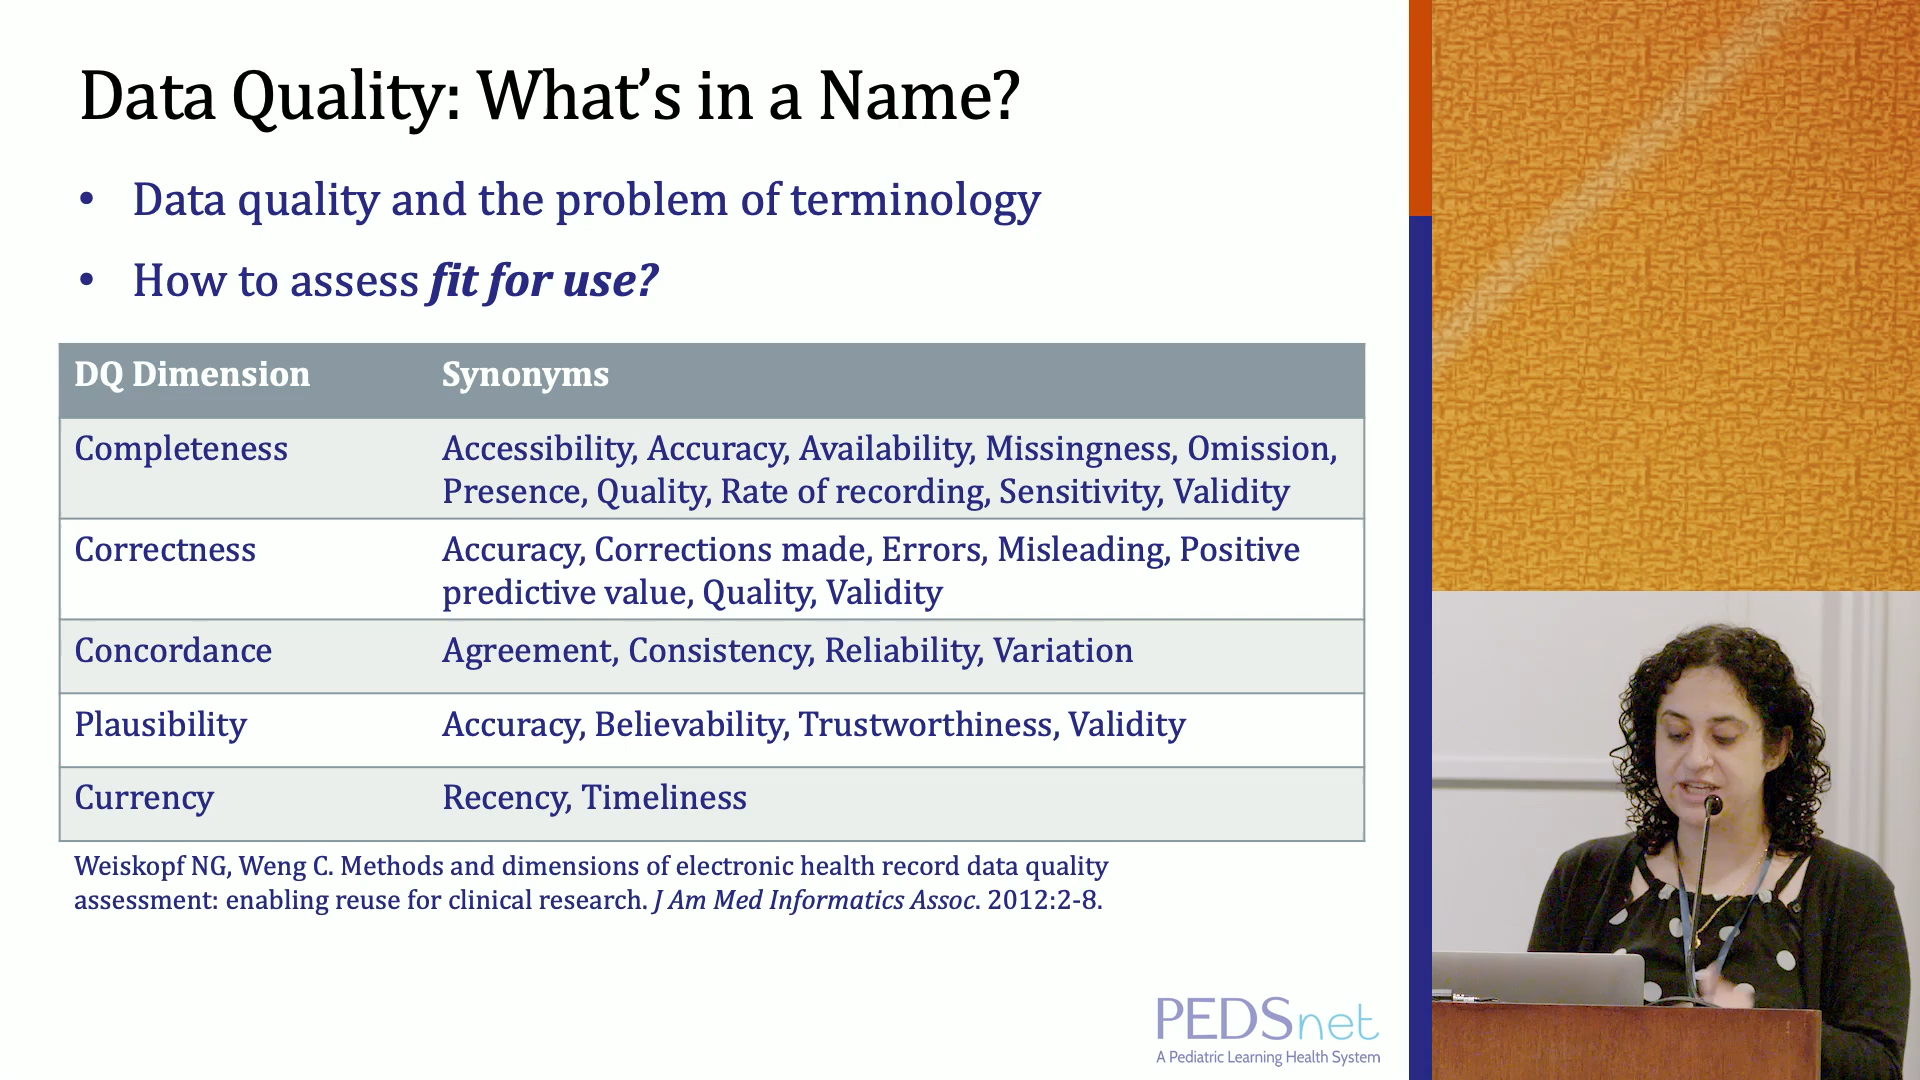 Data Quality: What’s in a Name?
• Data quality and the problem of terminology
• How to assess fit for use?
DQ Dimension Synonyms
Completeness Accessibility, Accuracy, Availability, Missingness, Omission,
Presence, Quality, Rate of recording, Sensitivity, Validity
Correctness Accuracy, Corrections made, Errors, Misleading, Positive
predictive value, Quality, Validity
Concordance Agreement, Consistency, Reliability, Variation
Plausibility Accuracy, Believability, Trustworthiness, Validity
Currency Recency, Timeliness
Weiskopf NG, Weng C. Methods and dimensions of electronic health record data quality
assessment: enabling reuse for clinical research. J Am Med Informatics Assoc. 2012:2-8.
PEDSnet
A Pediatric Learning Health System